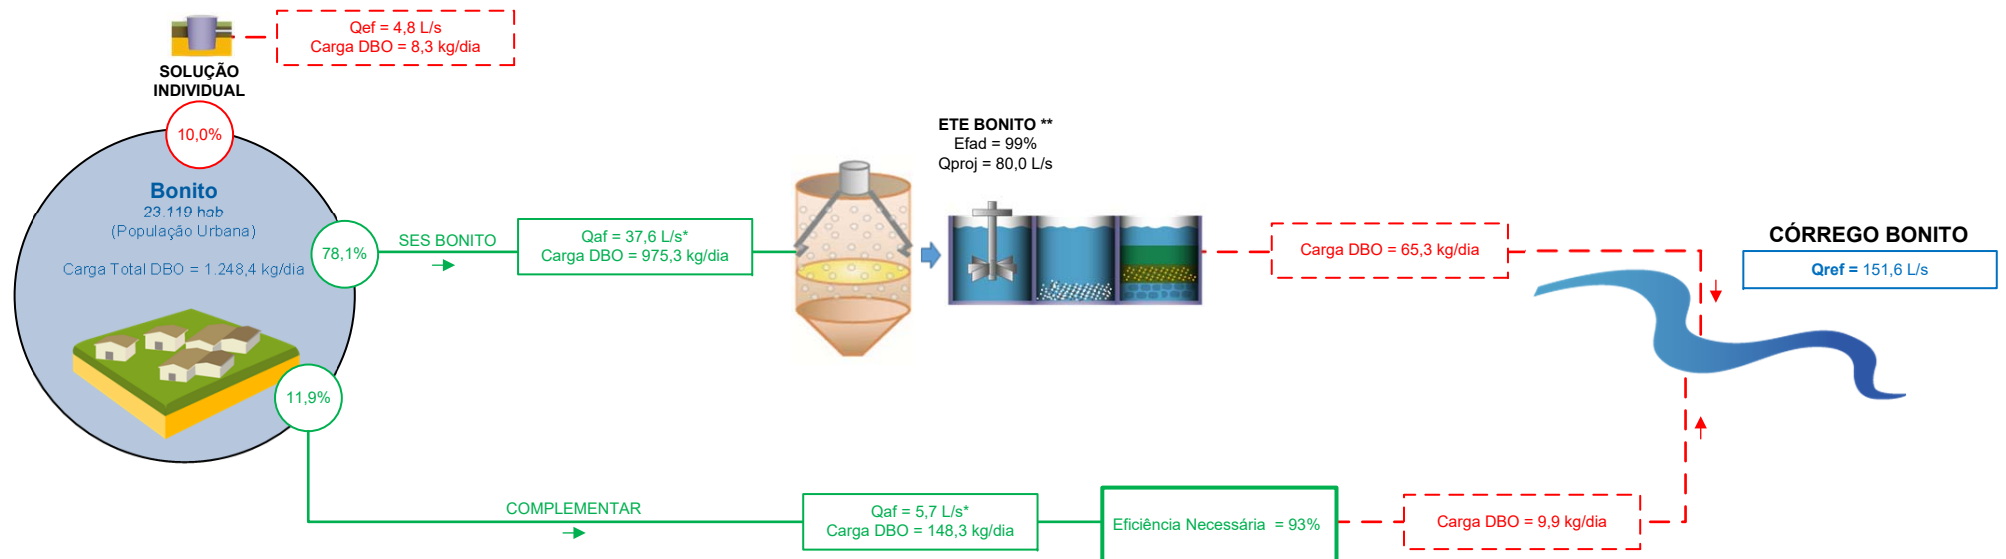 Qef = 4,8 L/s
Carga DBO = 8,3 kg/dia
SOLUÇÃO
INDIVIDUAL
10,0%
Bonito
23.119 hab
(População Urbana)
Carga Total DBO = 1.248,4 kg/dia
78,1%
SES BONITO
Qaf = 37,6 L/s*
Carga DBO = 975,3 kg/dia
ETE BONITO **
Efad = 99%
Qproj = 80,0 L/s
Carga DBO = 65,3 kg/dia
CÓRREGO BONITO
Qref = 151,6 L/s
11,9%
COMPLEMENTAR
Qaf = 5,7 L/s*
Carga DBO = 148,3 kg/dia
Eficiência Necessária = 93%
Carga DBO = 9,9 kg/dia